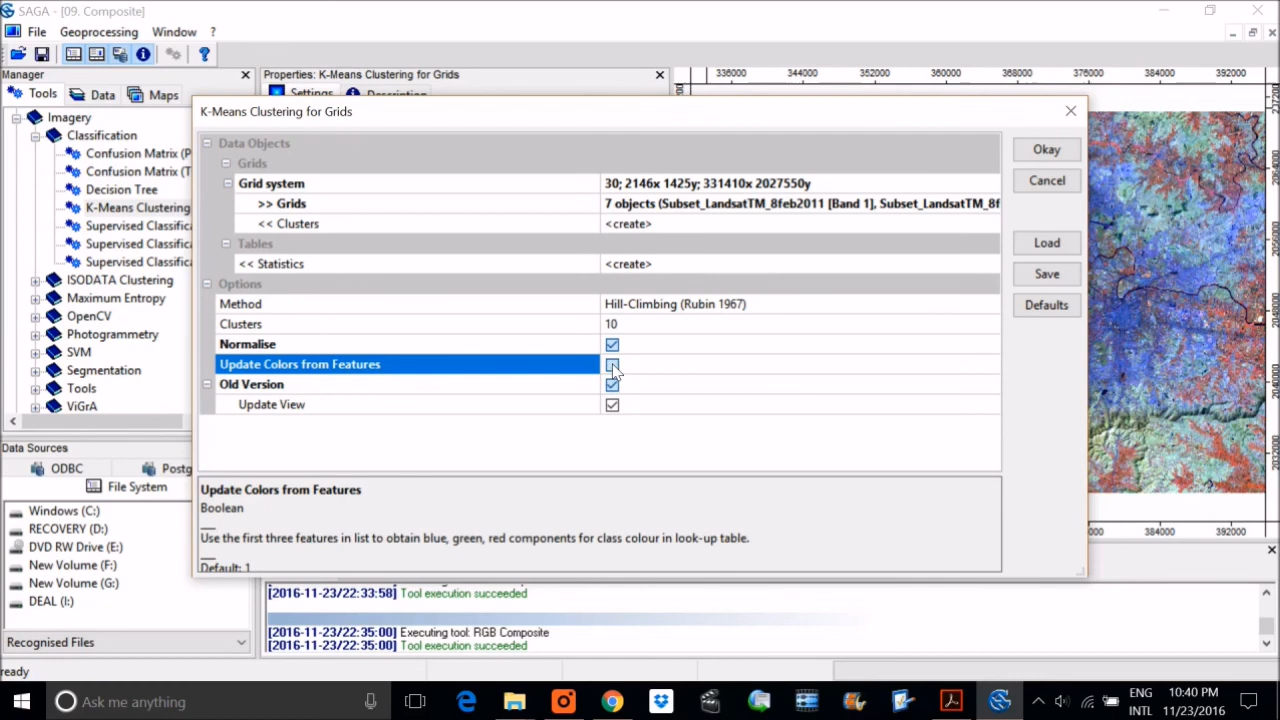 SAGA - [09. Composite]
File Geoprocessing Window ?
Manager
Properties: K-Means Clustering for Grids
336000 344000 352000 360000 368000 376000 384000 392000
Tools Data Maps
Settings Description
Imagery
Classification
Confusion Matrix (P
Confusion Matrix (T
Decision Tree
K-Means Clustering
Supervised Classifica
Supervised Classifica
Supervised Classifica
ISODATA Clustering
Maximum Entropy
OpenCV
Photogrammetry
SVM
Segmentation
Tools
ViGrA
K-Means Clustering for Grids
Data Objects
Grids
Grid system 30; 2146x 1425y; 331410x 2027550y
>> Grids 7 objects (Subset_LandsatTM_8feb2011 [Band 1], Subset_LandsatTM_8f
<< Clusters <create>
Tables
<< Statistics <create>
Options
Method Hill-Climbing (Rubin 1967)
Clusters 10
Normalise
Update Colors from Features
Old Version
Update View
Okay
Cancel
Load
Save
Defaults
Update Colors from Features
Boolean
__
Use the first three features in list to obtain blue, green, red components for class colour in look-up table.
__
Default: 1
384000 392000
Data Sources
ODBC Postg
File System
Windows (C:)
RECOVERY (D:)
DVD RW Drive (E:)
New Volume (F:)
New Volume (G:)
DEAL (I:)
Recognised Files
[2016-11-23/22:33:58] Tool execution succeeded
[2016-11-23/22:35:00] Executing tool: RGB Composite
[2016-11-23/22:35:00] Tool execution succeeded
ready
Ask me anything
ENG
INTL
10:40 PM
11/23/2016